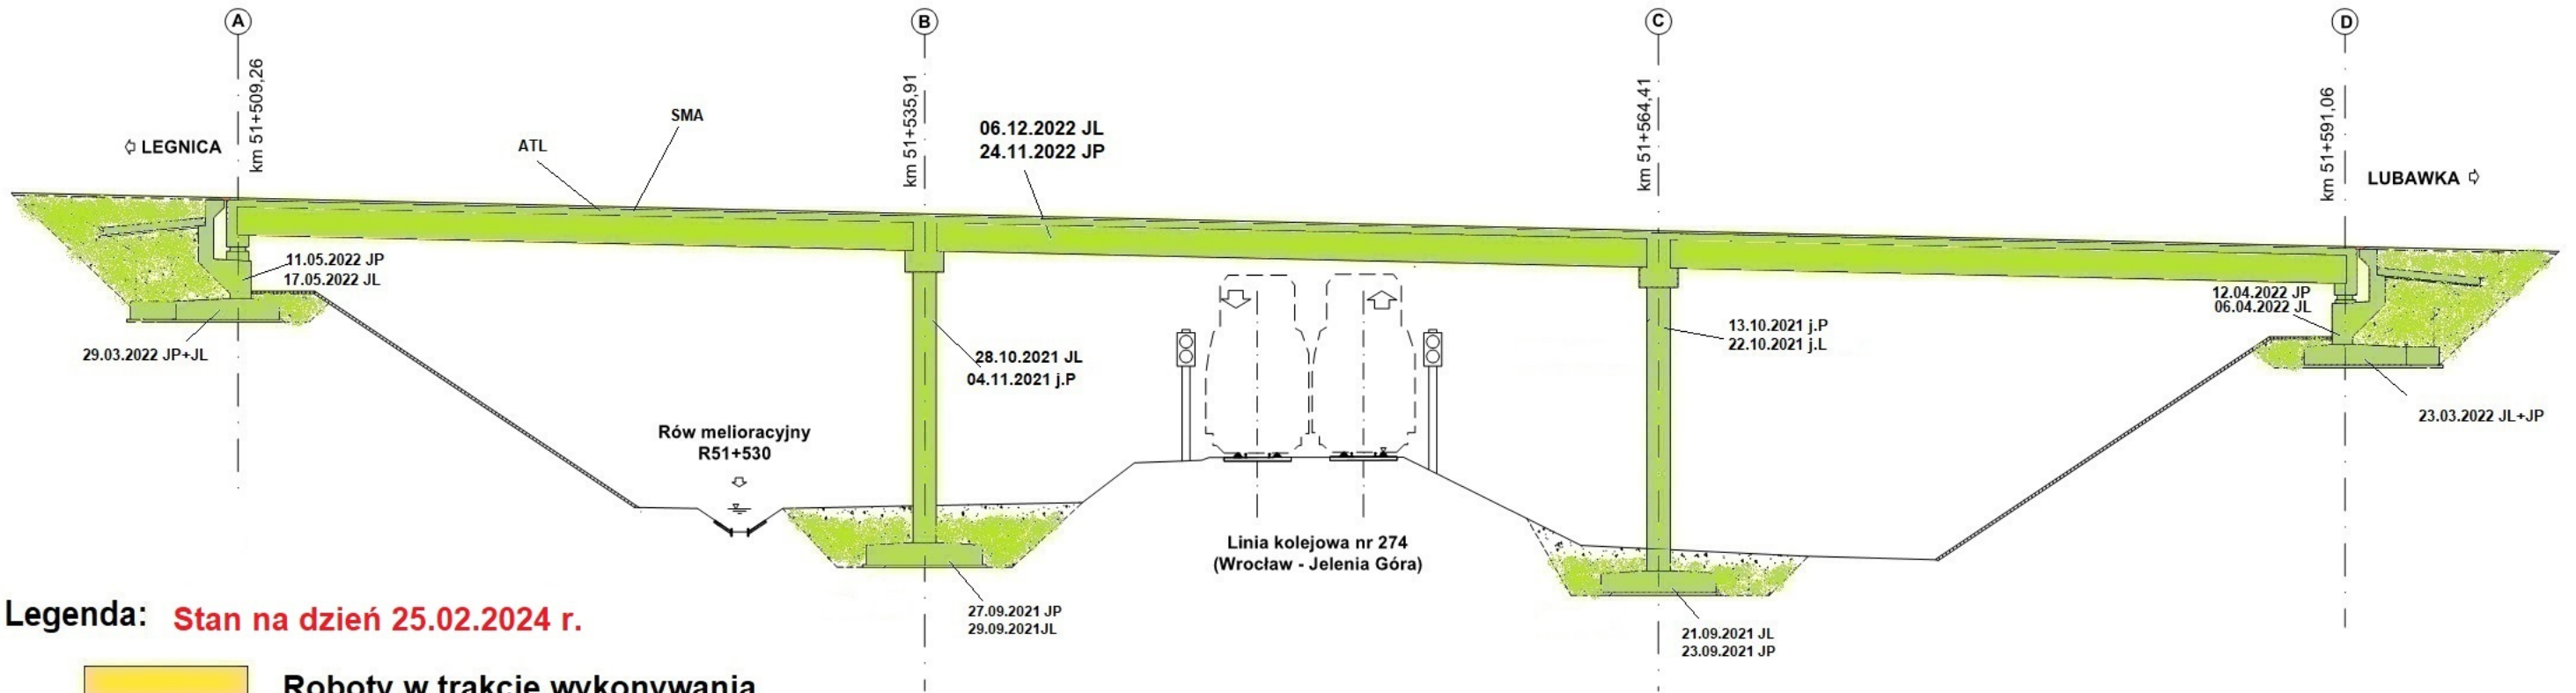 A
B
C
D
km 51+509,26
km 51+535,91
km 51+564,41
km 51+591,06
LEGNICA
ATL
SMA
06.12.2022 JL
24.11.2022 JP
LUBAWKA
11.05.2022 JP
17.05.2022 JL
29.03.2022 JP+JL
28.10.2021 JL
04.11.2021 j.P
13.10.2021 j.P
22.10.2021 j.L
12.04.2022 JP
06.04.2022 JL
23.03.2022 JL+JP
Rów melioracyjny
R51+530
Linia kolejowa nr 274
(Wrocław - Jelenia Góra)
27.09.2021 JP
29.09.2021JL
21.09.2021 JL
23.09.2021 JP
Legenda: Stan na dzień 25.02.2024 r.
Roboty w trakcie wykonywania